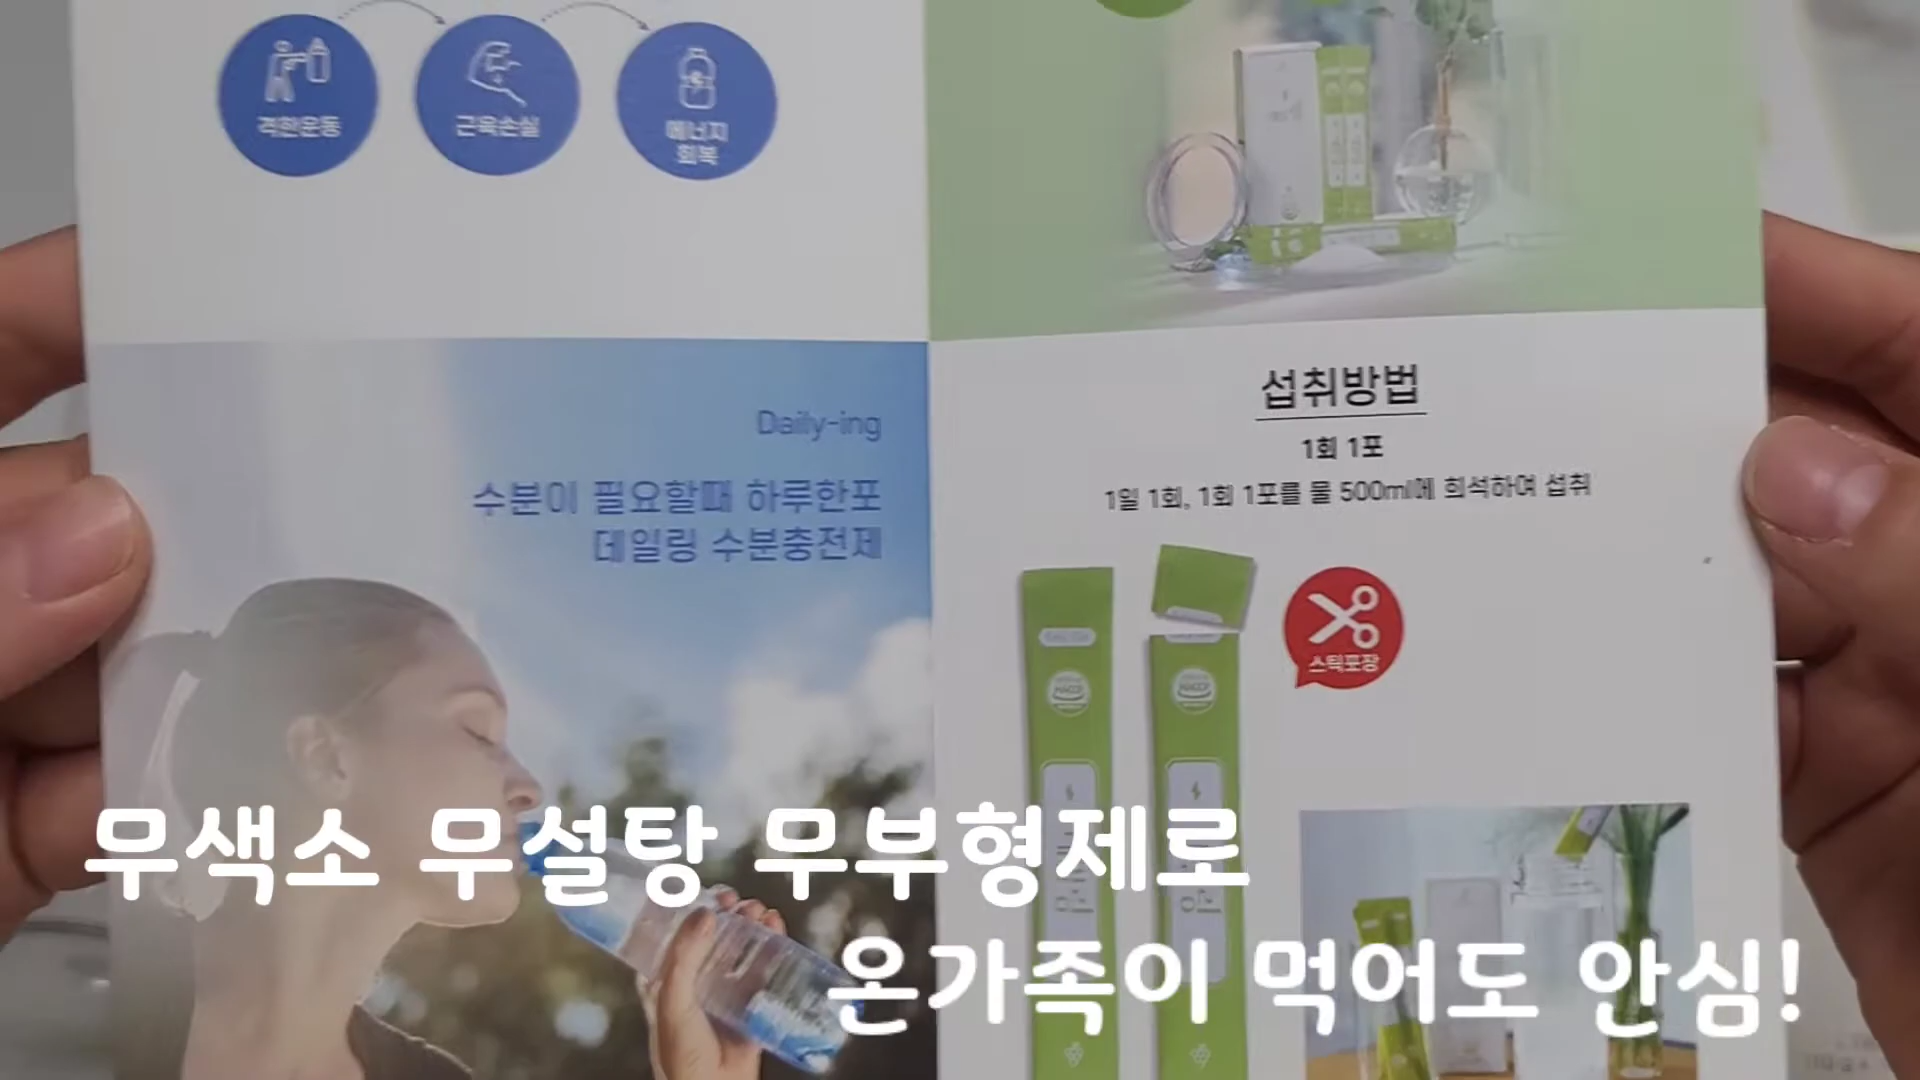 격한운동
근육손실
에너지
회복
Daily-ing
수분이 필요할때 하루한포
데일링 수분충전제
섭취방법
1회 1포
1일 1회, 1회 1포를 물 500ml에 희석하여 섭취
스틱포장
HACCP
HACCP
무색소 무설탕 무부형제로
온가족이 먹어도 안심!